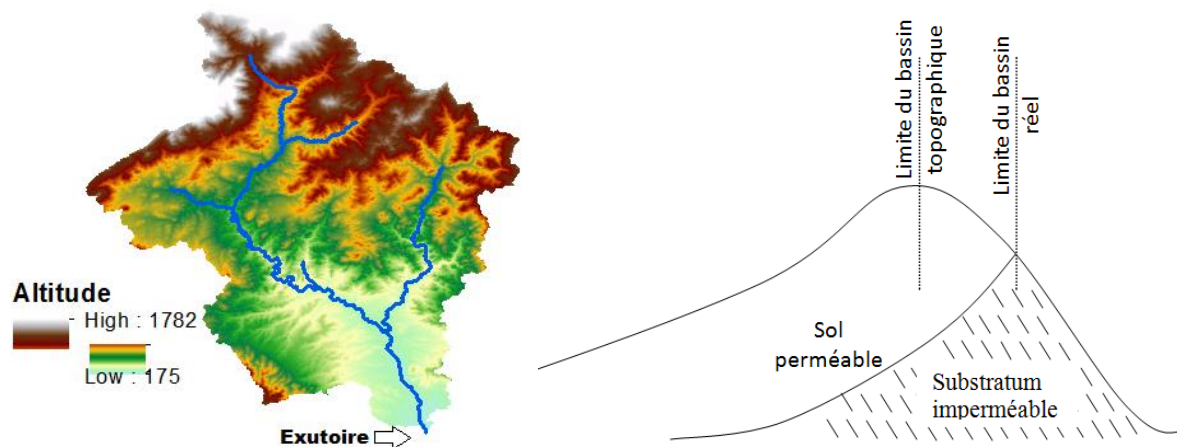 Altitude
High : 1782
Low : 175
Exutoire
Limite du bassin
topographique
Limite du bassin
réel
Sol
perméable
Substratum
imperméable